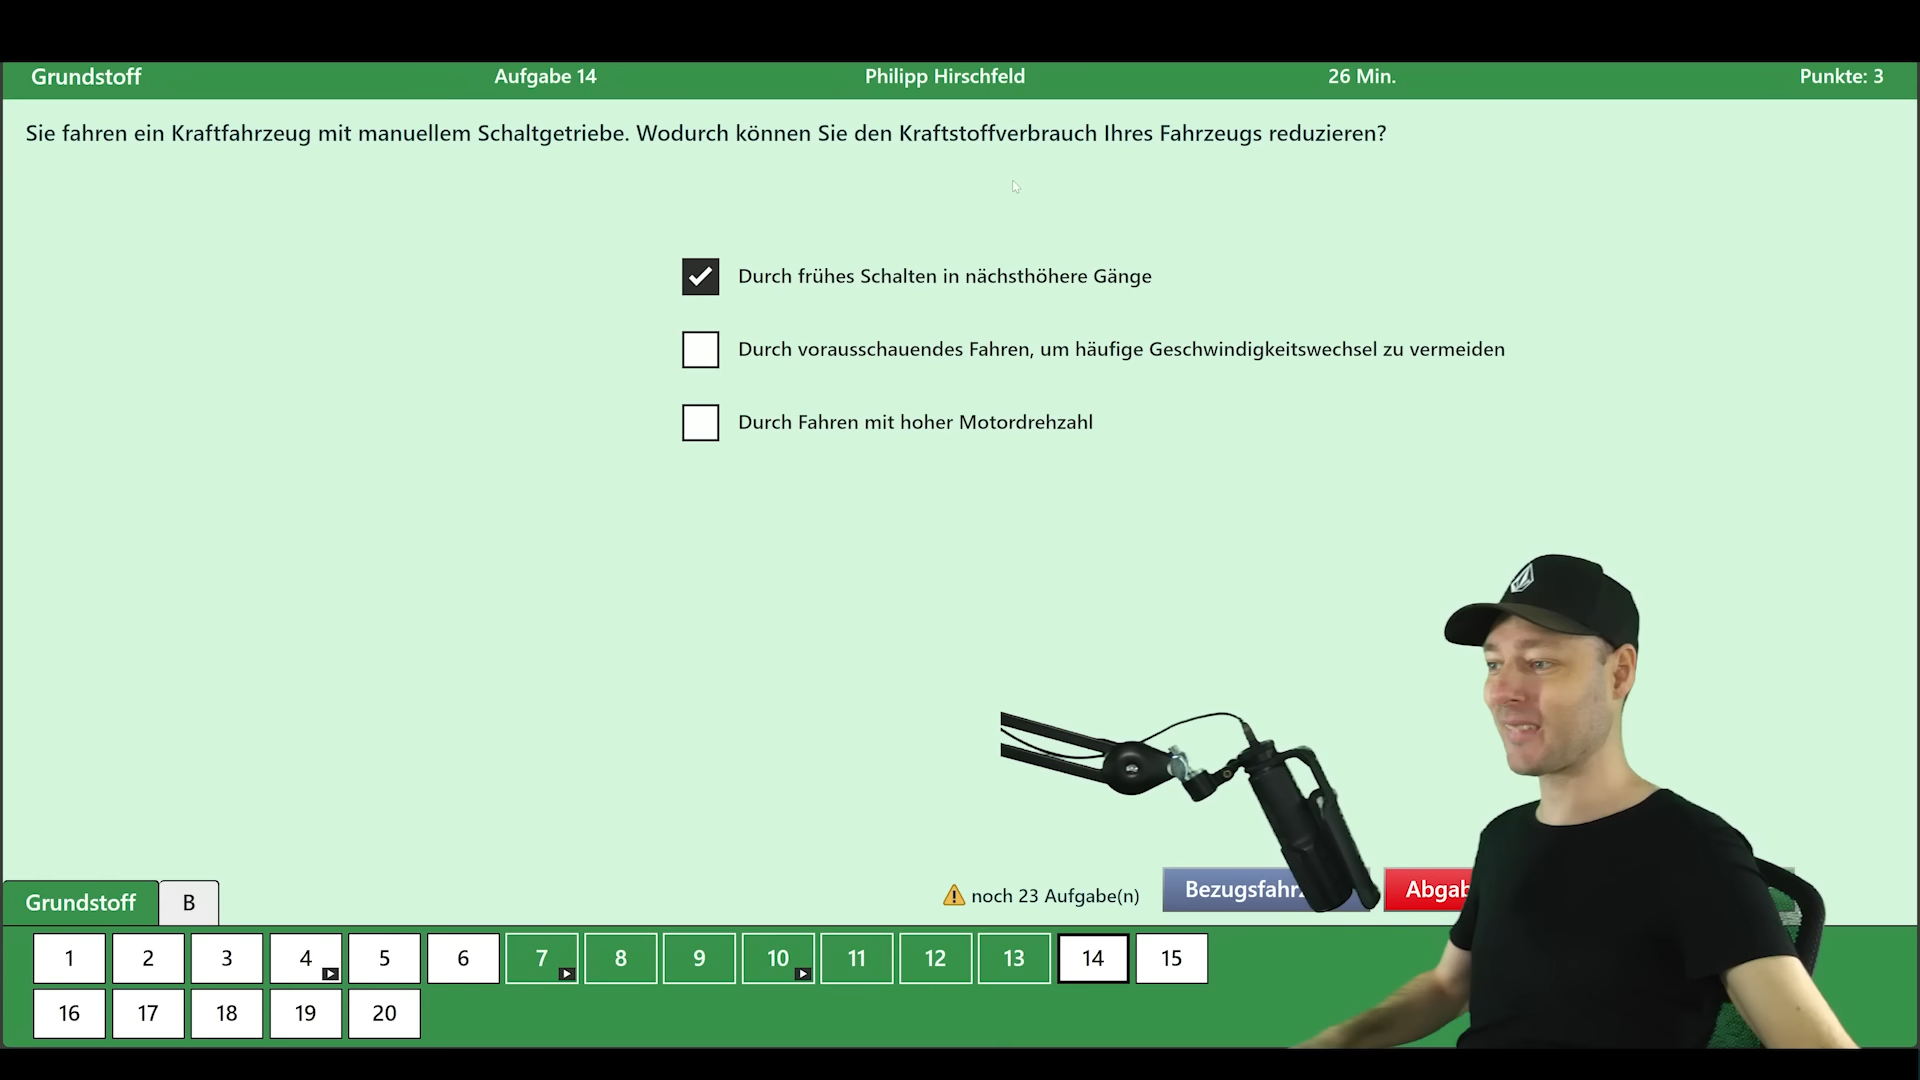 Grundstoff Aufgabe 14 Philipp Hirschfeld 26 Min. Punkte: 3
Sie fahren ein Kraftfahrzeug mit manuellem Schaltgetriebe. Wodurch können Sie den Kraftstoffverbrauch Ihres Fahrzeugs reduzieren?
Durch frühes Schalten in nächsthöhere Gänge
Durch vorausschauendes Fahren, um häufige Geschwindigkeitswechsel zu vermeiden
Durch Fahren mit hoher Motordrehzahl
Grundstoff B noch 23 Aufgabe(n)
1 2 3 4 5 6 7 8 9 10 11 12 13 14 15
16 17 18 19 20